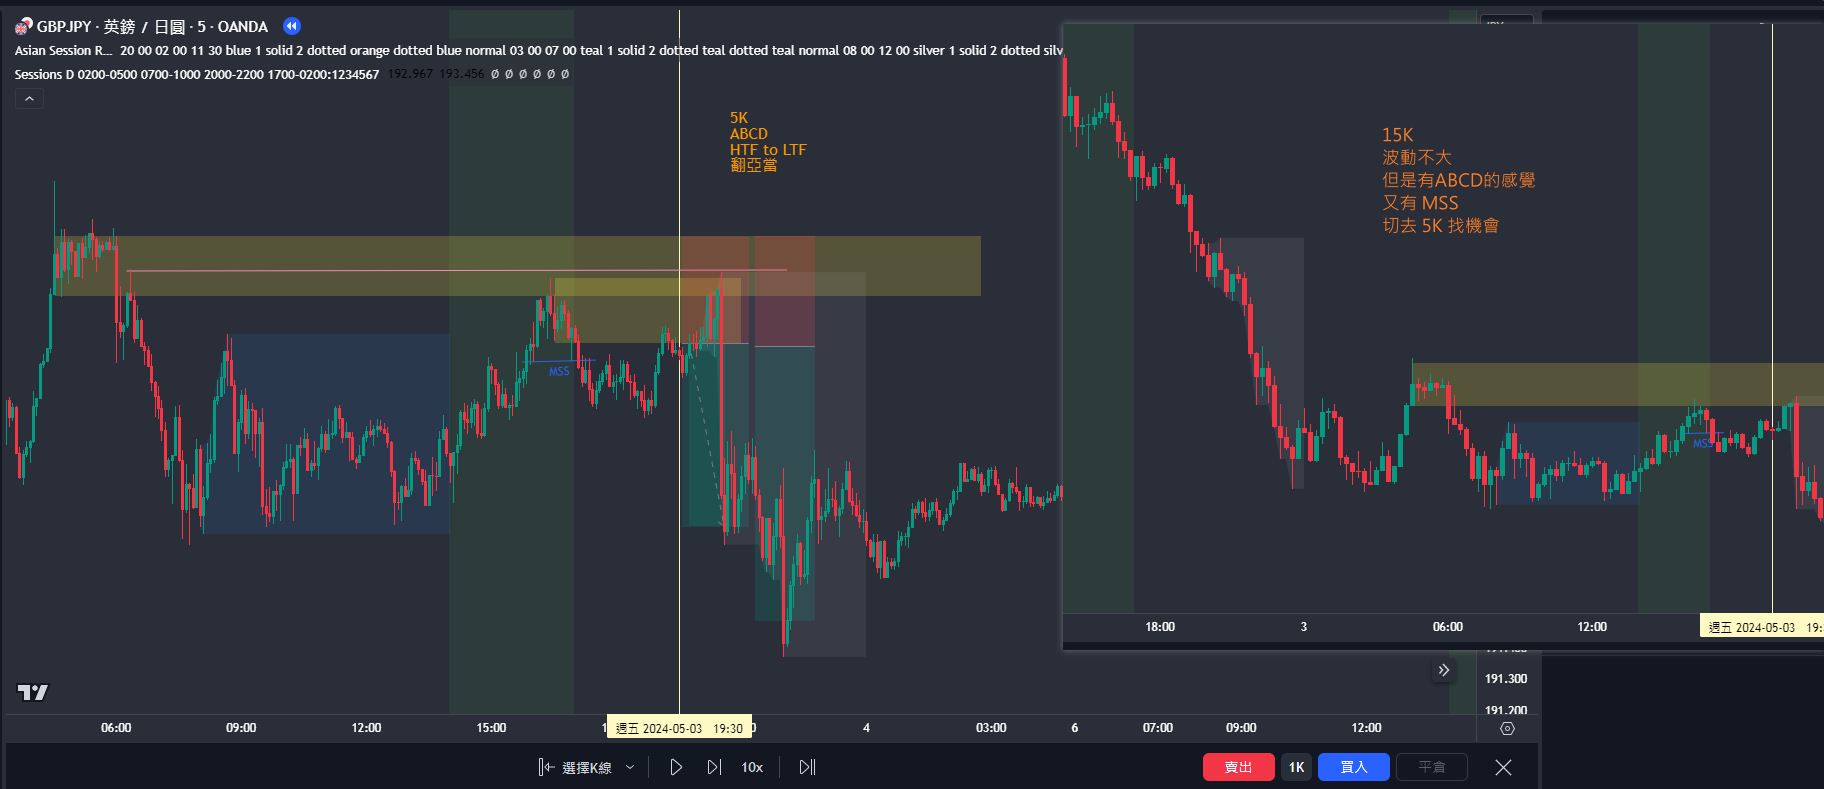 GBPJPY · 英鎊 / 日圓 · 5 · OANDA
Asian Session R... 20 00 02 00 11 30 blue 1 solid 2 dotted orange dotted blue normal 03 00 07 00 teal 1 solid 2 dotted teal dotted teal normal 08 00 12 00 silver 1 solid 2 dotted silv
Sessions D 0200-0500 0700-1000 2000-2200 1700-0200:1234567 192.967 193.456 Ø Ø Ø Ø Ø Ø
5K
ABCD
HTF to LTF
翻亞當
MSS
15K
波動不大
但是有ABCD的感覺
又有 MSS
切去 5K 找機會
MSS
18:00 3 06:00 12:00
週五 2024-05-03 19:
191.300
191.200
06:00 09:00 12:00 15:00 週五 2024-05-03 19:30 4 03:00 6 07:00 09:00 12:00
選擇K線 10x
賣出 1K 買入 平倉